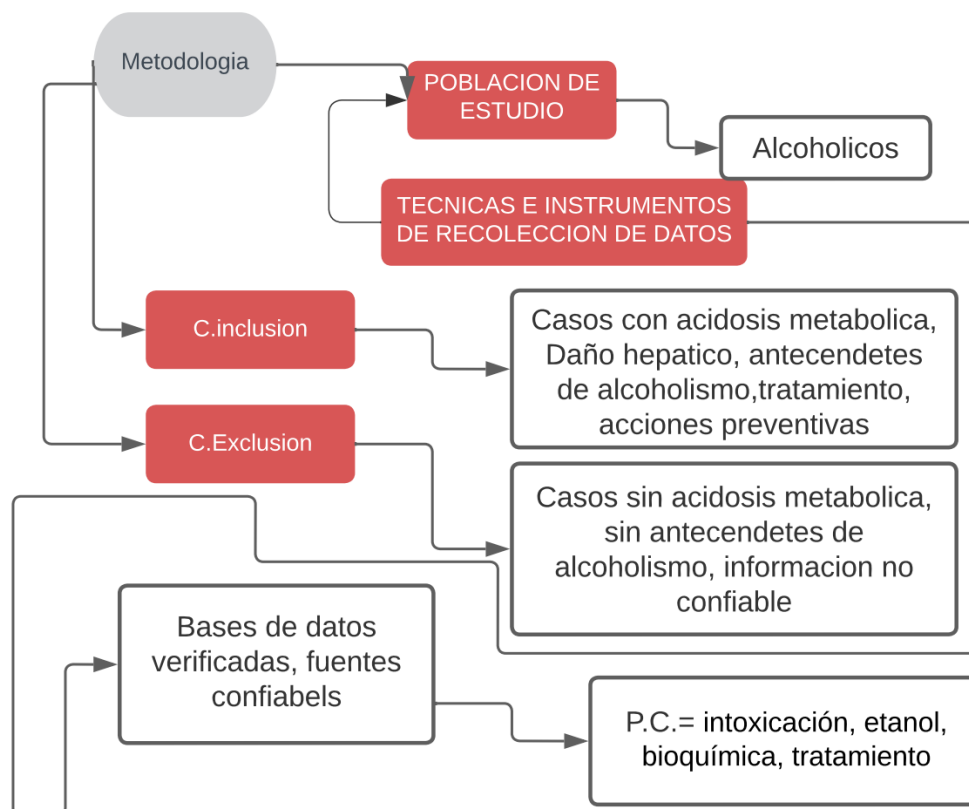 Metodologia
POBLACION DE
ESTUDIO
Alcoholicos
TECNICAS E INSTRUMENTOS
DE RECOLECCION DE DATOS
C.inclusion
Casos con acidosis metabolica,
Daño hepatico, antecendetes
de alcoholismo,tratamiento,
acciones preventivas
C.Exclusion
Casos sin acidosis metabolica,
sin antecendetes de
alcoholismo, informacion no
confiable
Bases de datos
verificadas, fuentes
confiabels
P.C.= intoxicación, etanol,
bioquímica, tratamiento